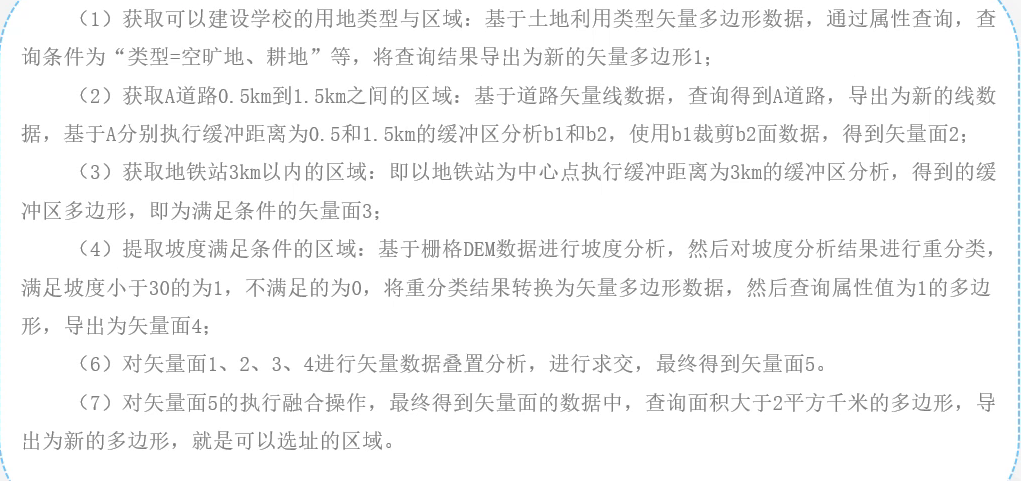 （1）获取可以建设学校的用地类型与区域：基于土地利用类型矢量多边形数据，通过属性查询，查
询条件为“类型=空旷地、耕地”等，将查询结果导出为新的矢量多边形1；
（2）获取A道路0.5km到1.5km之间的区域：基于道路矢量线数据，查询得到A道路，导出为新的线数
据，基于A分别执行缓冲距离为0.5和1.5km的缓冲区分析b1和b2，使用b1裁剪b2面数据，得到矢量面2；
（3）获取地铁站3km以内的区域：即以地铁站为中心点执行缓冲距离为3km的缓冲区分析，得到的缓
冲区多边形，即为满足条件的矢量面3；
（4）提取坡度满足条件的区域：基于栅格DEM数据进行坡度分析，然后对坡度分析结果进行重分类，
满足坡度小于30的为1，不满足的为0，将重分类结果转换为矢量多边形数据，然后查询属性值为1的多边
形，导出为矢量面4；
（6）对矢量面1、2、3、4进行矢量数据叠置分析，进行求交，最终得到矢量面5。
（7）对矢量面5的执行融合操作，最终得到矢量面的数据中，查询面积大于2平方千米的多边形，导
出为新的多边形，就是可以选址的区域。